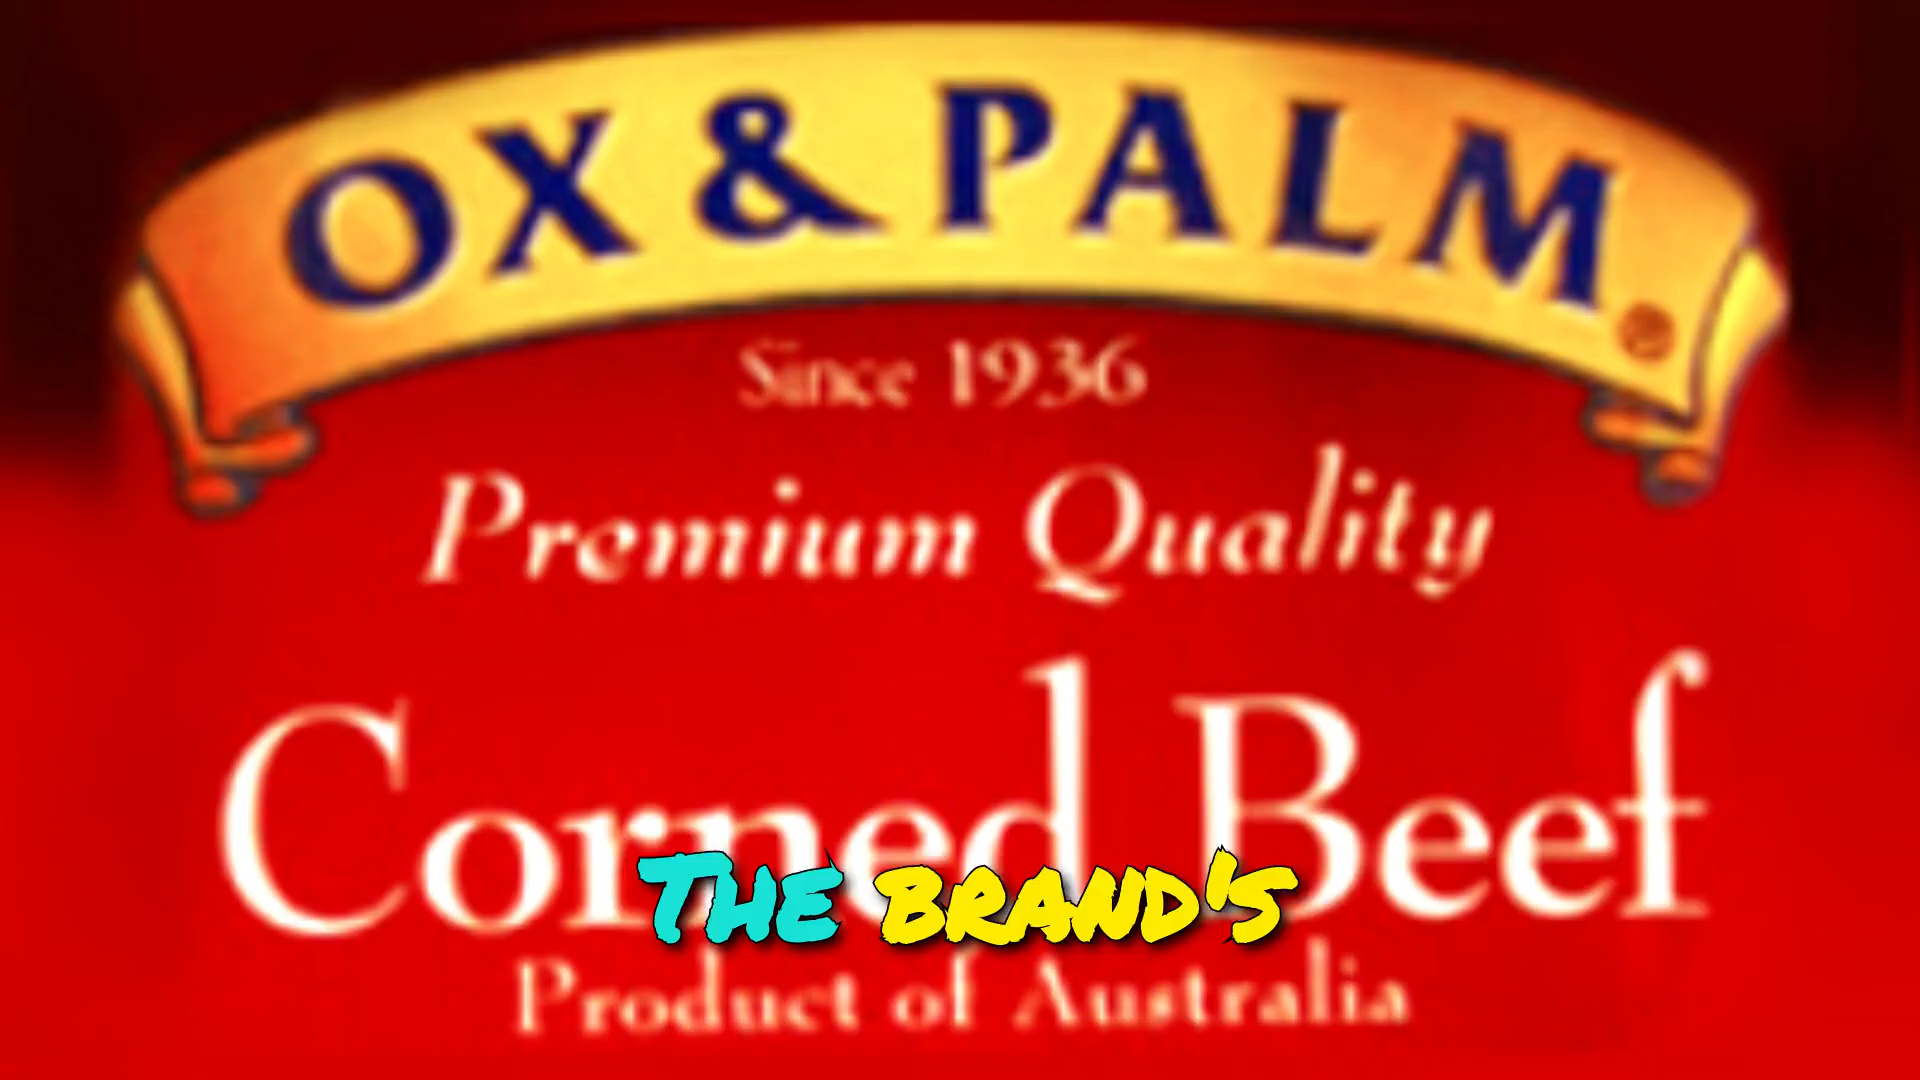 OX & PALM®
Since 1936
Premium Quality
Corned Beef
THE BRAND'S
Product of Australia